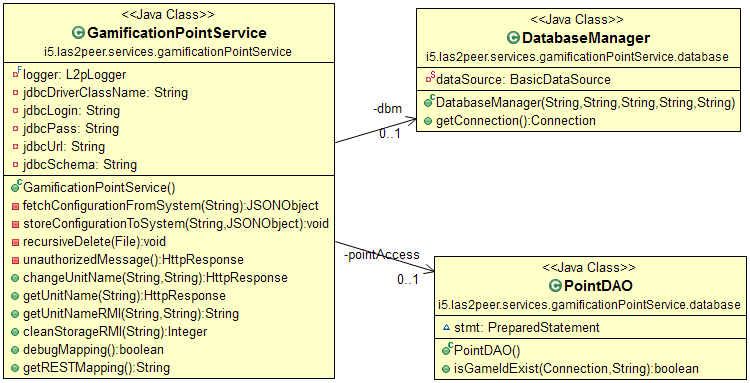 <<Java Class>>
GamificationPointService
i5.las2peer.services.gamificationPointService
logger: L2pLogger
jdbcDriverClassName: String
jdbcLogin: String
jdbcPass: String
jdbcUrl: String
jdbcSchema: String
GamificationPointService()
fetchConfigurationFromSystem(String):JSONObject
storeConfigurationToSystem(String,JSONObject):void
recursiveDelete(File):void
unauthorizedMessage():HttpResponse
changeUnitName(String,String):HttpResponse
getUnitName(String):HttpResponse
getUnitNameRMI(String,String):String
cleanStorageRMI(String):Integer
debugMapping():boolean
getRESTMapping():String
-dbm
0..1
<<Java Class>>
DatabaseManager
i5.las2peer.services.gamificationPointService.database
dataSource: BasicDataSource
DatabaseManager(String,String,String,String,String)
getConnection():Connection
-pointAccess
0..1
<<Java Class>>
PointDAO
i5.las2peer.services.gamificationPointService.database
stmt: PreparedStatement
PointDAO()
isGameIdExist(Connection,String):boolean